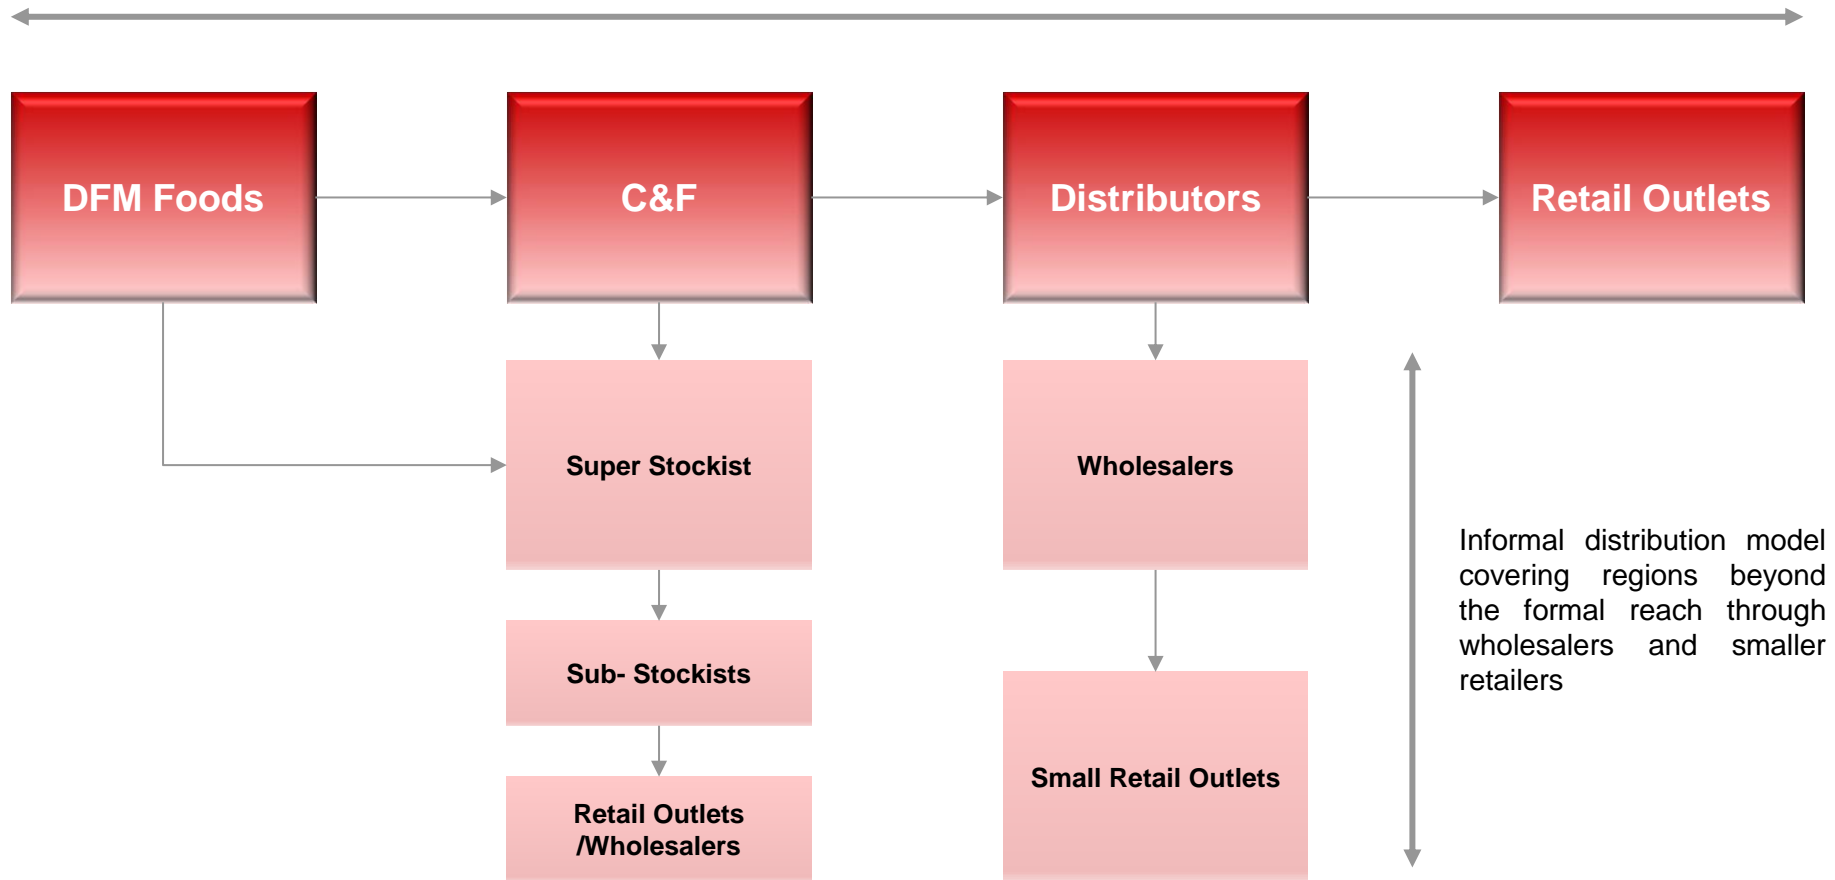 DFM Foods
C&F
Distributors
Retail Outlets
Super Stockist
Wholesalers
Sub- Stockists
Small Retail Outlets
Retail Outlets
/Wholesalers
Informal distribution model
covering regions beyond
the formal reach through
wholesalers and smaller
retailers